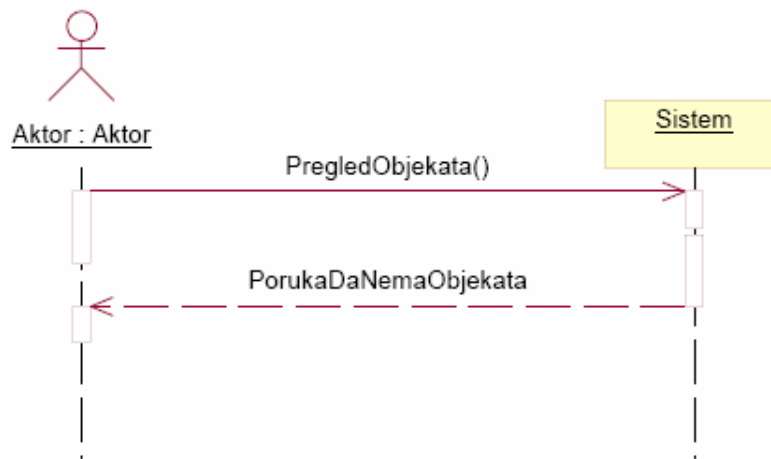 Aktor : Aktor
Sistem
PregledObjekata()
PorukaDaNemaObjekata